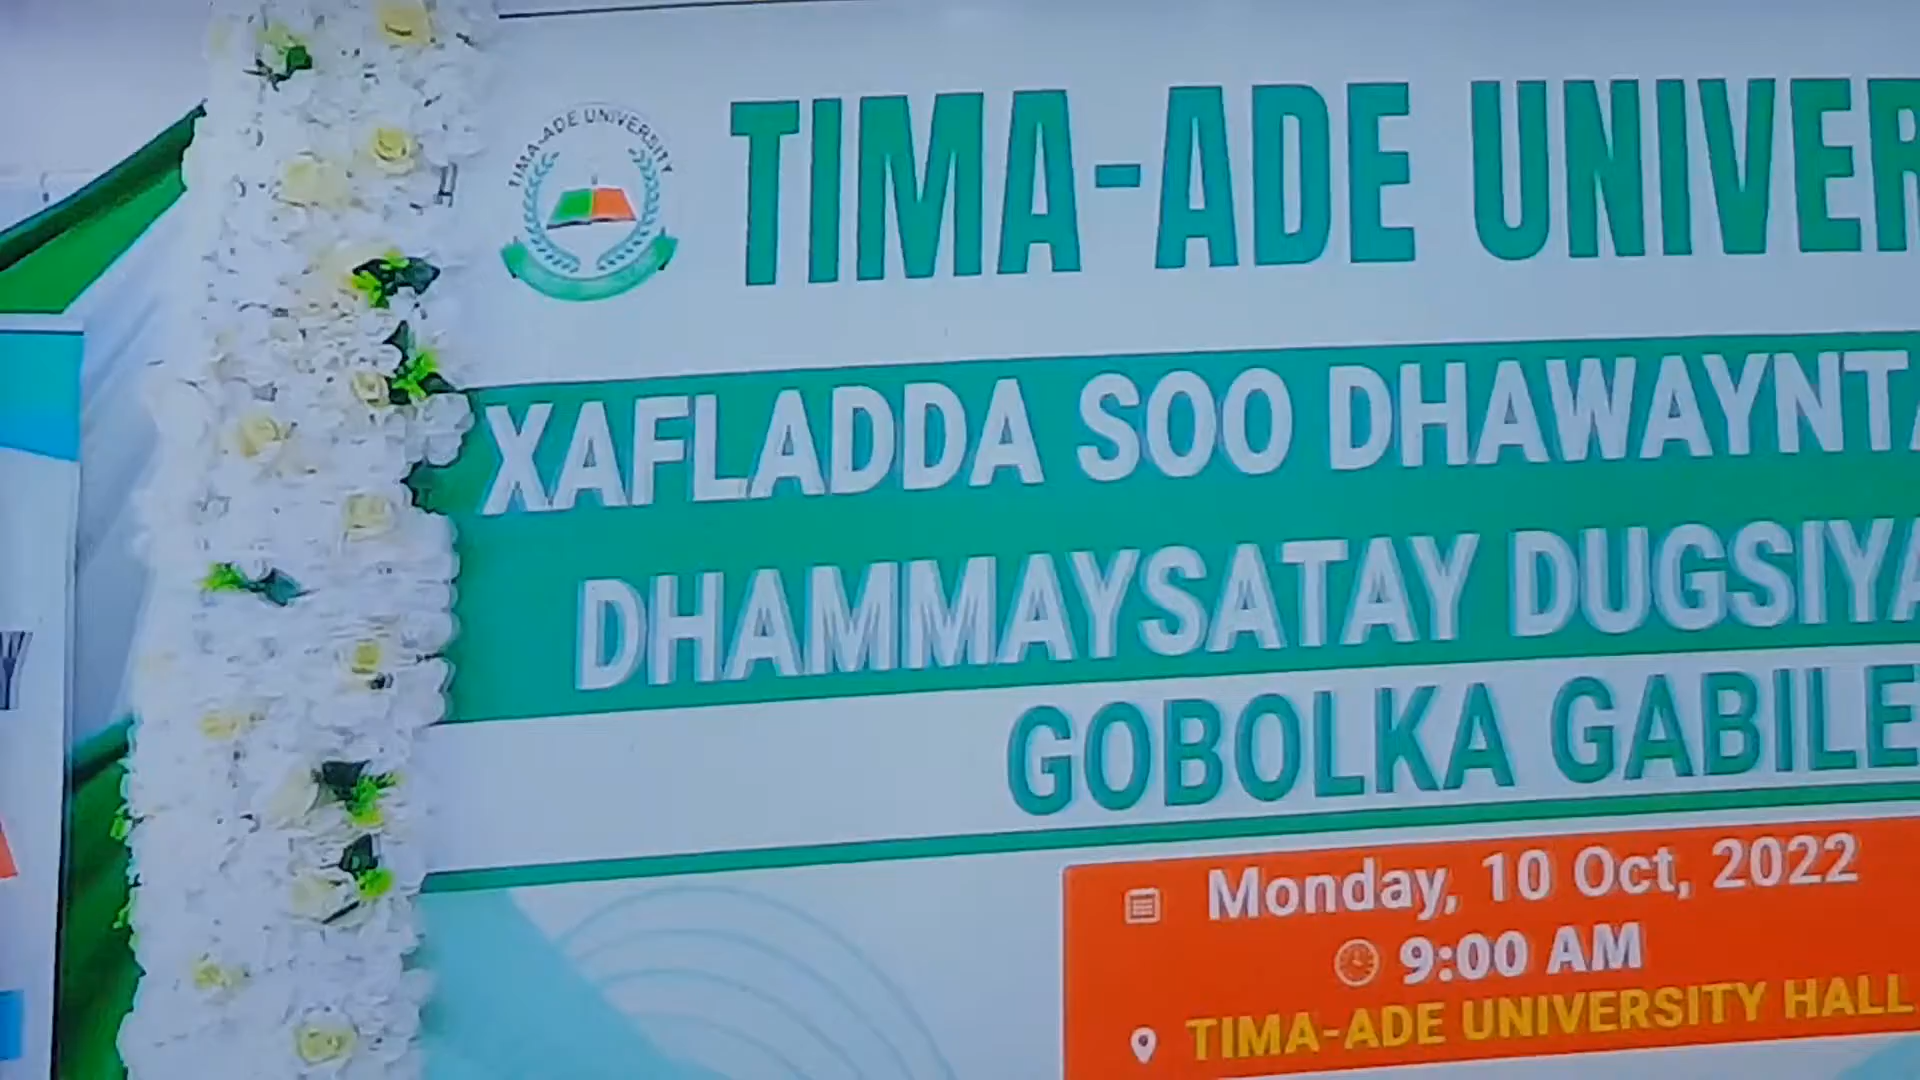 TIMA-ADE UNIVERSITY
TIMA-ADE UNIVER
XAFLADDA SOO DHAWAYNTA
DHAMMAYSATAY DUGSIYA
GOBOLKA GABILE
Monday, 10 Oct, 2022
9:00 AM
TIMA-ADE UNIVERSITY HALL